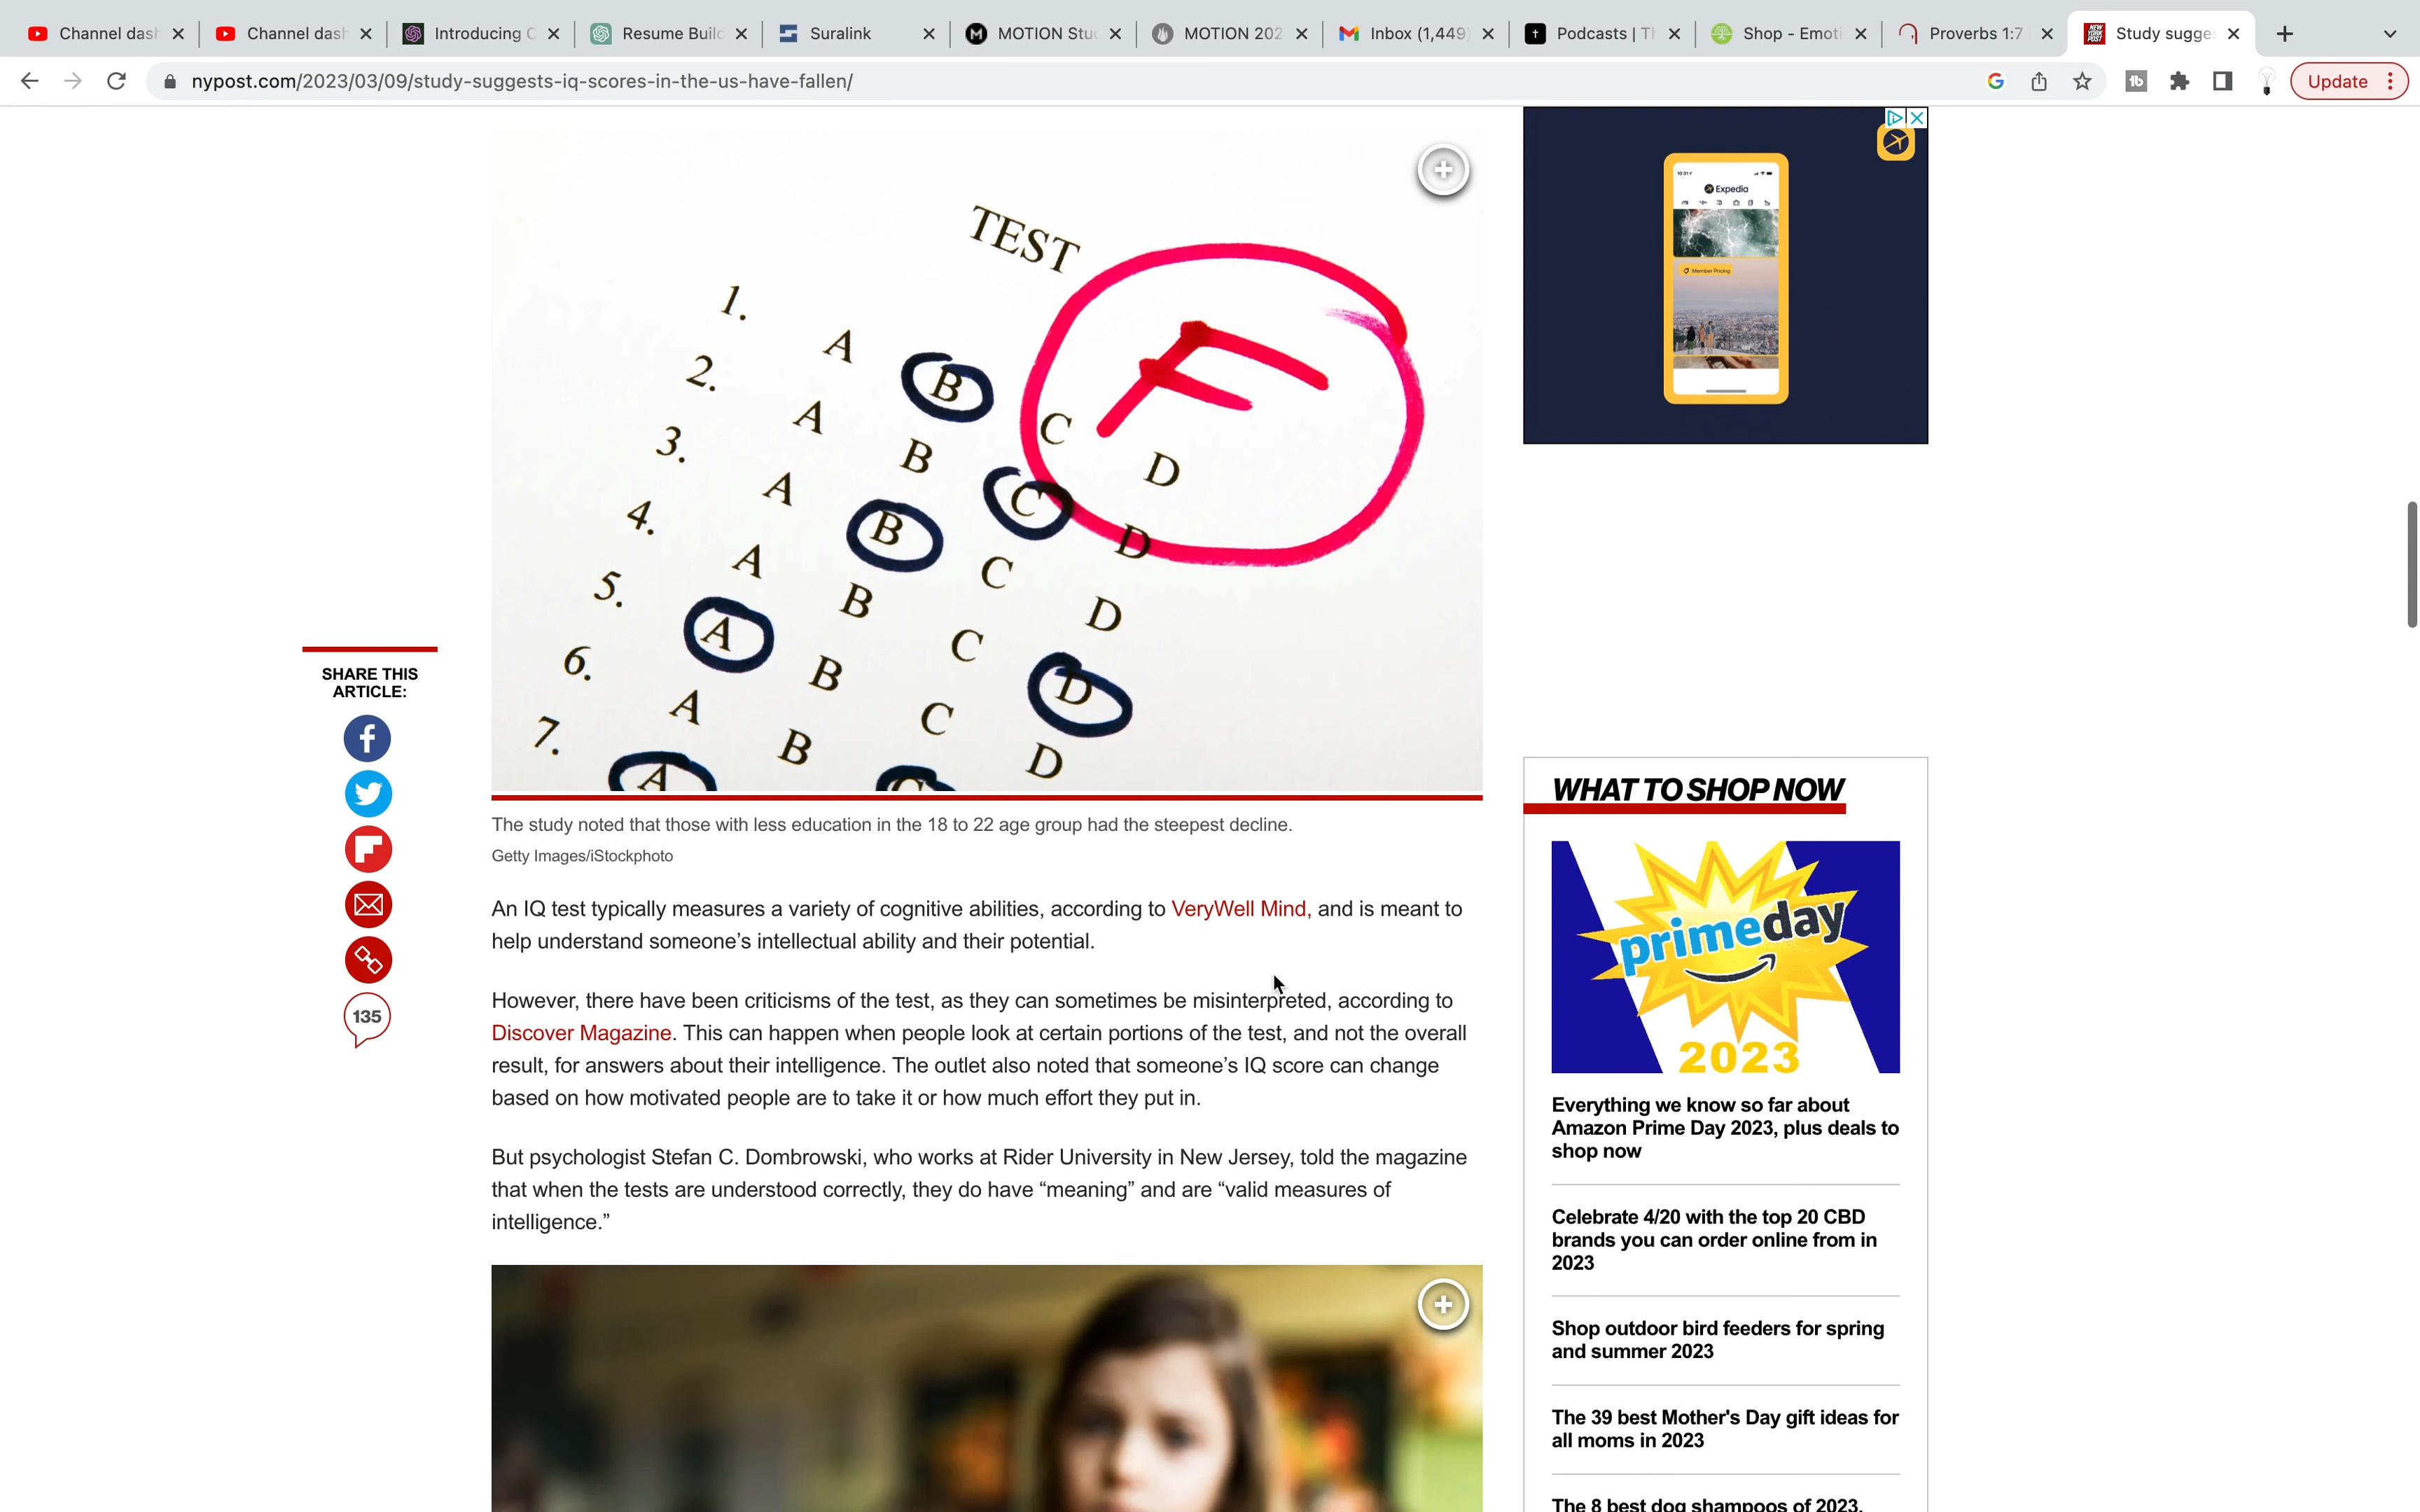 Channel dash
Channel dash
Introducing C
Resume Build
Suralink
MOTION Stu
MOTION 202
Inbox (1,449)
Podcasts | Th
Shop - Emoti
Proverbs 1:7
Study sugges
nypost.com/2023/03/09/study-suggests-iq-scores-in-the-us-have-fallen/
Update
TEST
F
1. A B C D
2. A B C D
3. A B C D
4. A B C D
5. A B C D
6. A B C D
7. A C
Expedia
Member Pricing
SHARE THIS
ARTICLE:
135
The study noted that those with less education in the 18 to 22 age group had the steepest decline.
Getty Images/iStockphoto
An IQ test typically measures a variety of cognitive abilities, according to VeryWell Mind, and is meant to
help understand someone’s intellectual ability and their potential.
However, there have been criticisms of the test, as they can sometimes be misinterpreted, according to
Discover Magazine. This can happen when people look at certain portions of the test, and not the overall
result, for answers about their intelligence. The outlet also noted that someone’s IQ score can change
based on how motivated people are to take it or how much effort they put in.
But psychologist Stefan C. Dombrowski, who works at Rider University in New Jersey, told the magazine
that when the tests are understood correctly, they do have “meaning” and are “valid measures of
intelligence.”
WHAT TO SHOP NOW
primeday
2023
Everything we know so far about
Amazon Prime Day 2023, plus deals to
shop now
Celebrate 4/20 with the top 20 CBD
brands you can order online from in
2023
Shop outdoor bird feeders for spring
and summer 2023
The 39 best Mother's Day gift ideas for
all moms in 2023
The 8 best dog shampoos of 2023,